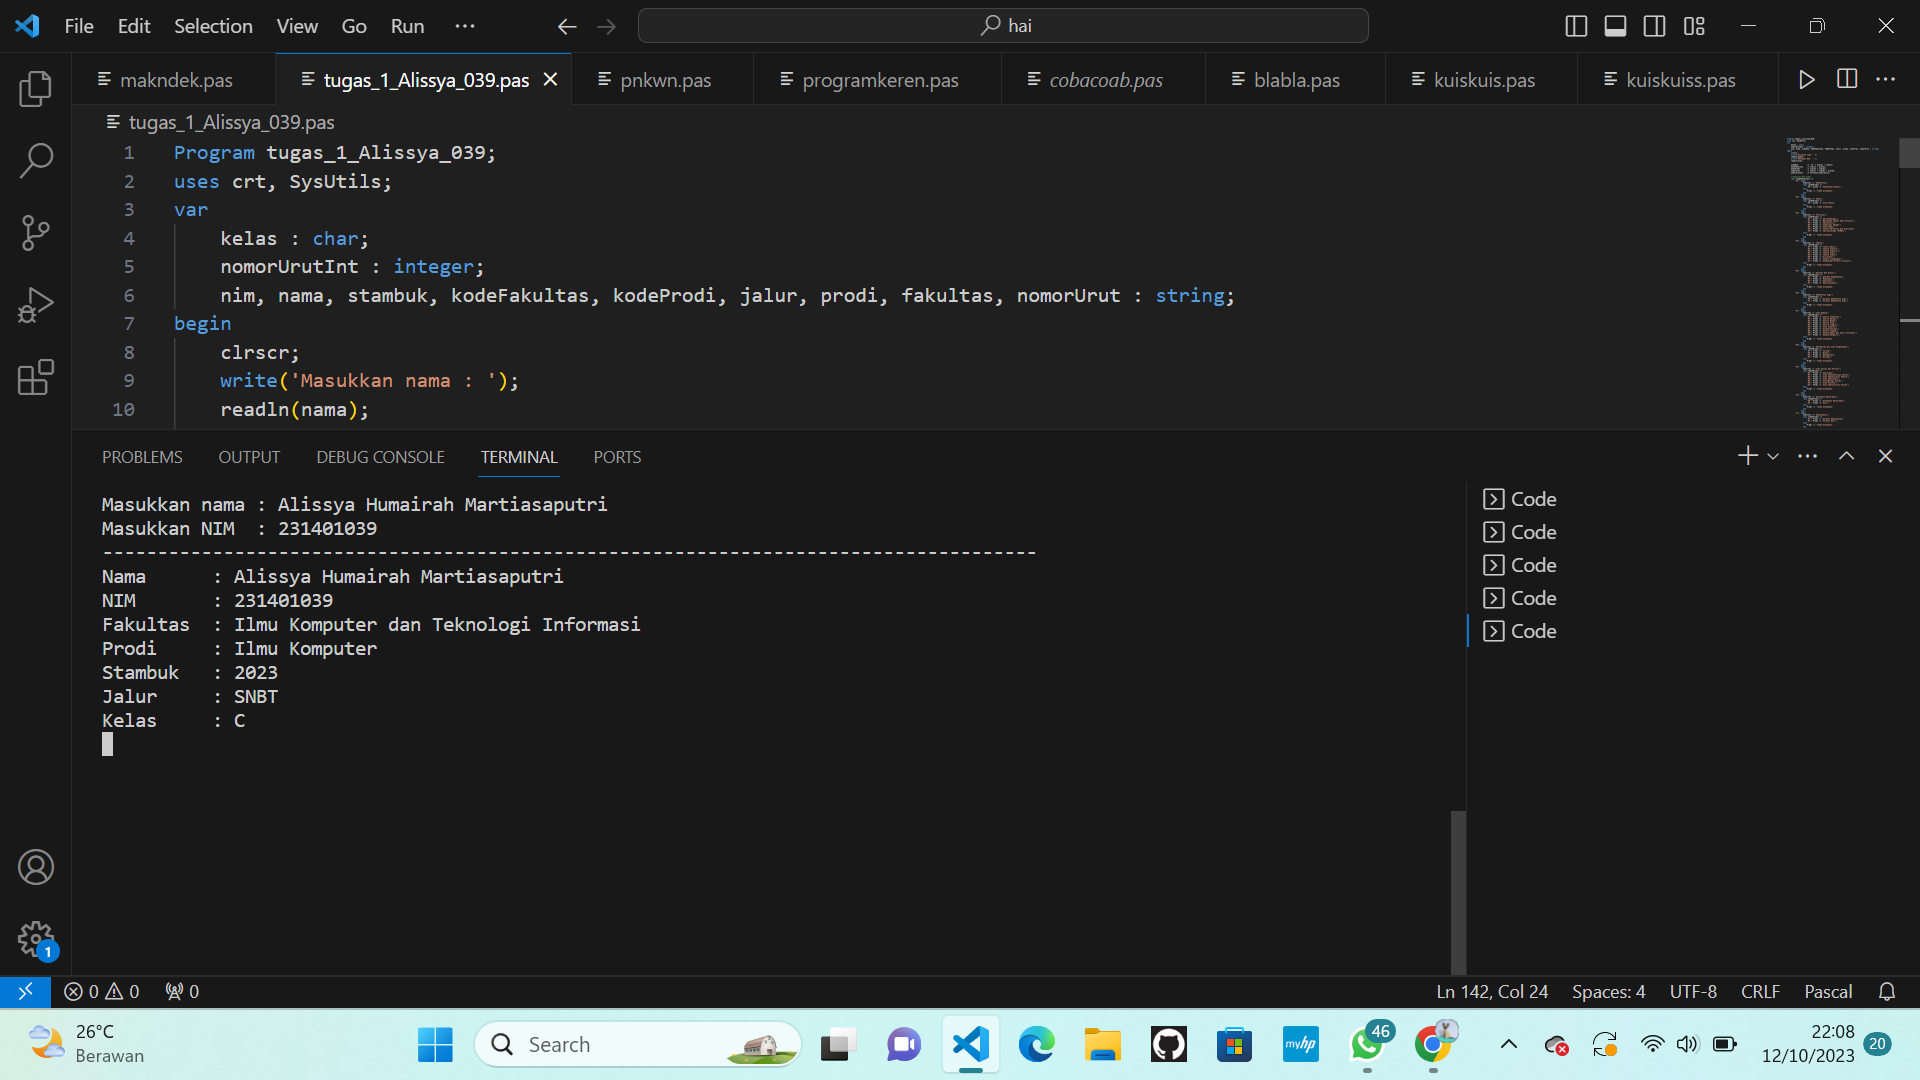 File Edit Selection View Go Run ··· hai
makndek.pas tugas_1_Alissya_039.pas pnkwn.pas programkeren.pas cobacoab.pas blabla.pas kuiskuis.pas kuiskuiss.pas
tugas_1_Alissya_039.pas
1 Program tugas_1_Alissya_039;
2 uses crt, SysUtils;
3 var
4 kelas : char;
5 nomorUrutInt : integer;
6 nim, nama, stambuk, kodeFakultas, kodeProdi, jalur, prodi, fakultas, nomorUrut : string;
7 begin
8 clrscr;
9 write('Masukkan nama : ');
10 readln(nama);
PROBLEMS OUTPUT DEBUG CONSOLE TERMINAL PORTS
Masukkan nama : Alissya Humairah Martiasaputri
Masukkan NIM : 231401039
-------------------------------------------------------------------------------------
Nama : Alissya Humairah Martiasaputri
NIM : 231401039
Fakultas : Ilmu Komputer dan Teknologi Informasi
Prodi : Ilmu Komputer
Stambuk : 2023
Jalur : SNBT
Kelas : C
Code
Code
Code
Code
Code
1
0 0 0 Ln 142, Col 24 Spaces: 4 UTF-8 CRLF Pascal
26°C
Berawan
Search
myhp
46
22:08
12/10/2023
20